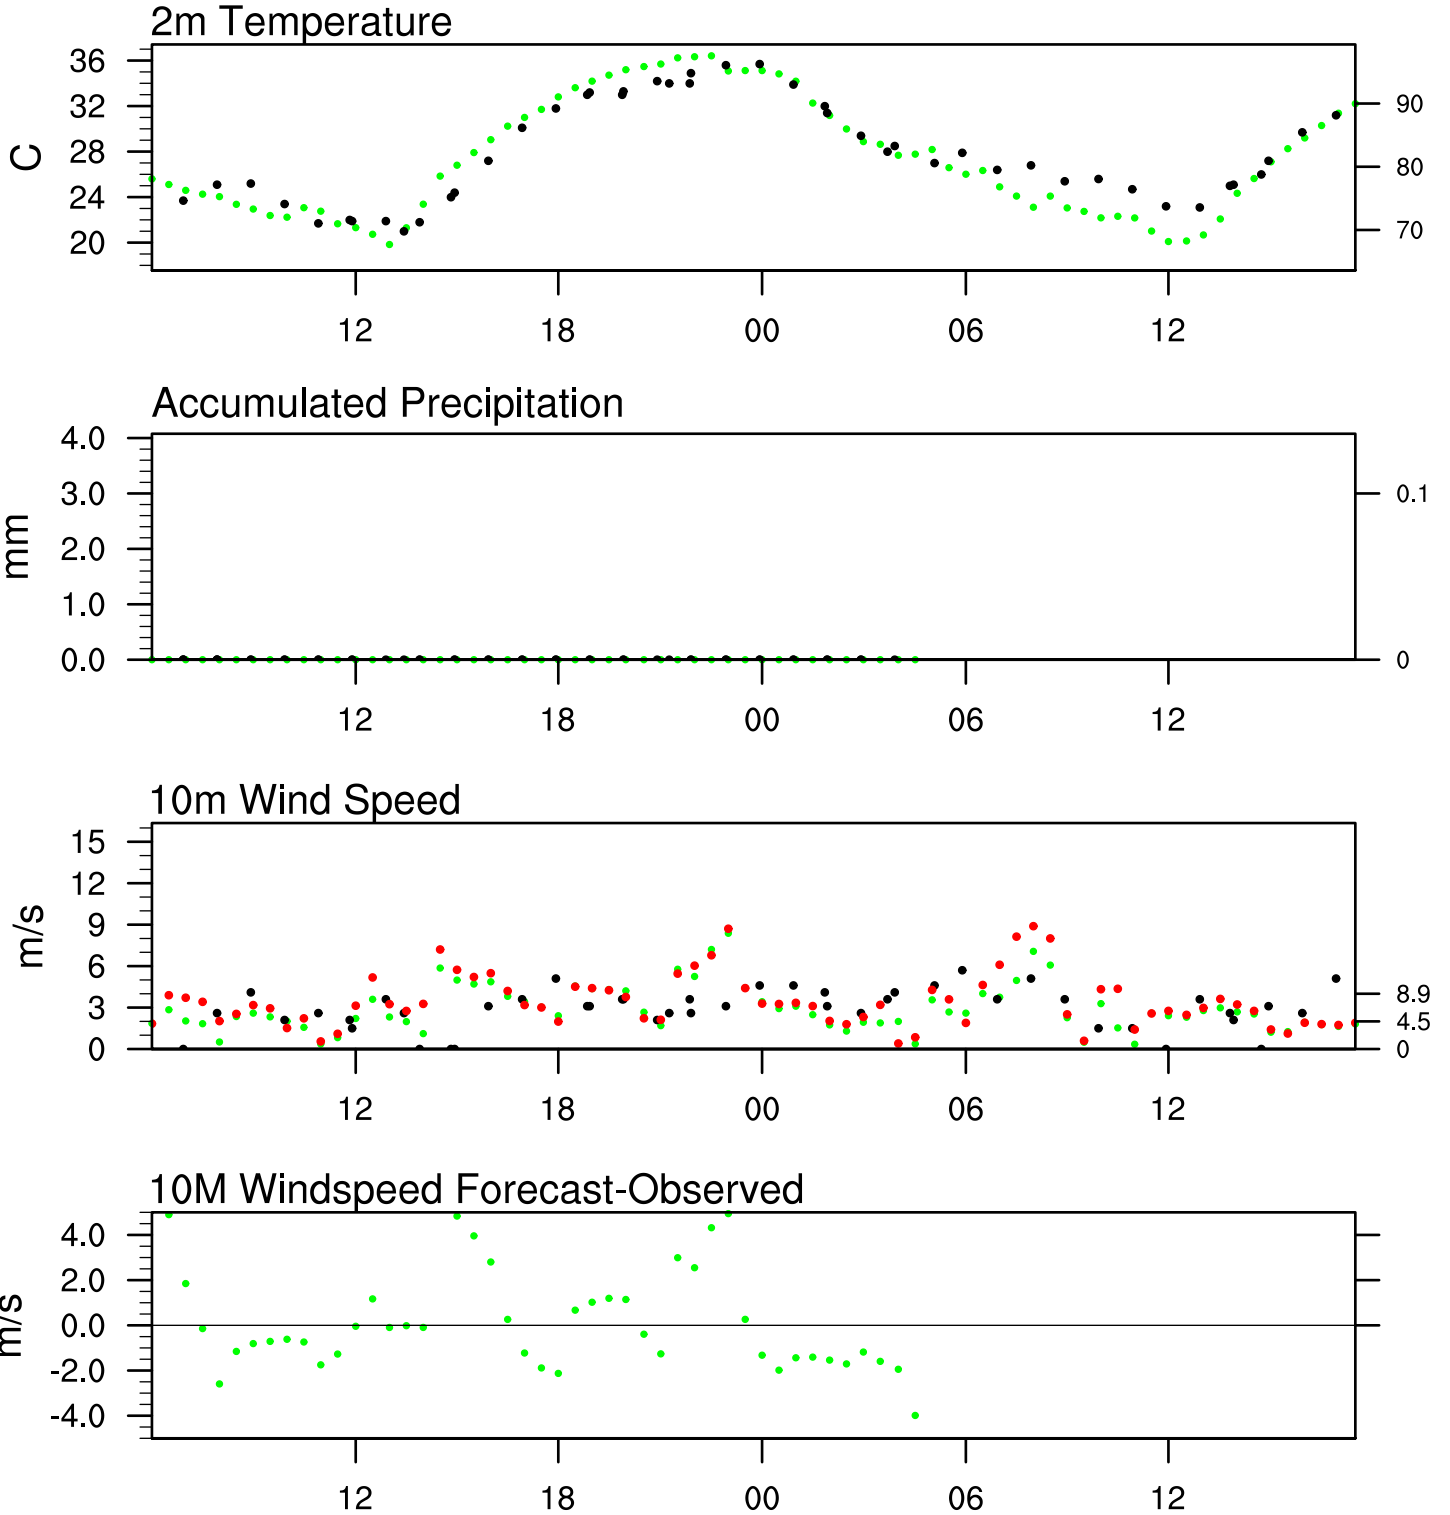 2m Temperature
36
32
28
24
20
C
90
80
70
12 18 00 06 12
Accumulated Precipitation
4.0
3.0
2.0
1.0
0.0
mm
0.1
0
12 18 00 06 12
10m Wind Speed
15
12
9
6
3
0
m/s
8.9
4.5
0
12 18 00 06 12
10M Windspeed Forecast-Observed
4.0
2.0
0.0
-2.0
-4.0
m/s
12 18 00 06 12